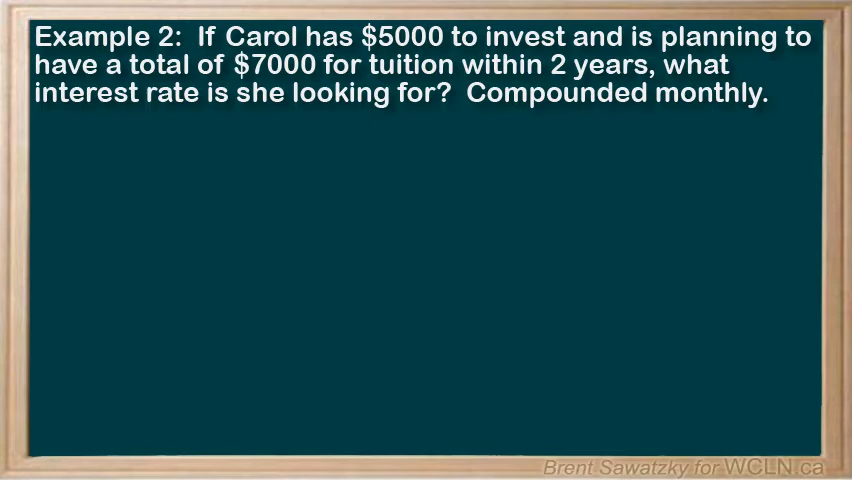 Example 2:  If Carol has $5000 to invest and is planning to
have a total of $7000 for tuition within 2 years, what
interest rate is she looking for?  Compounded monthly.
Brent Sawatzky for WCLN.ca